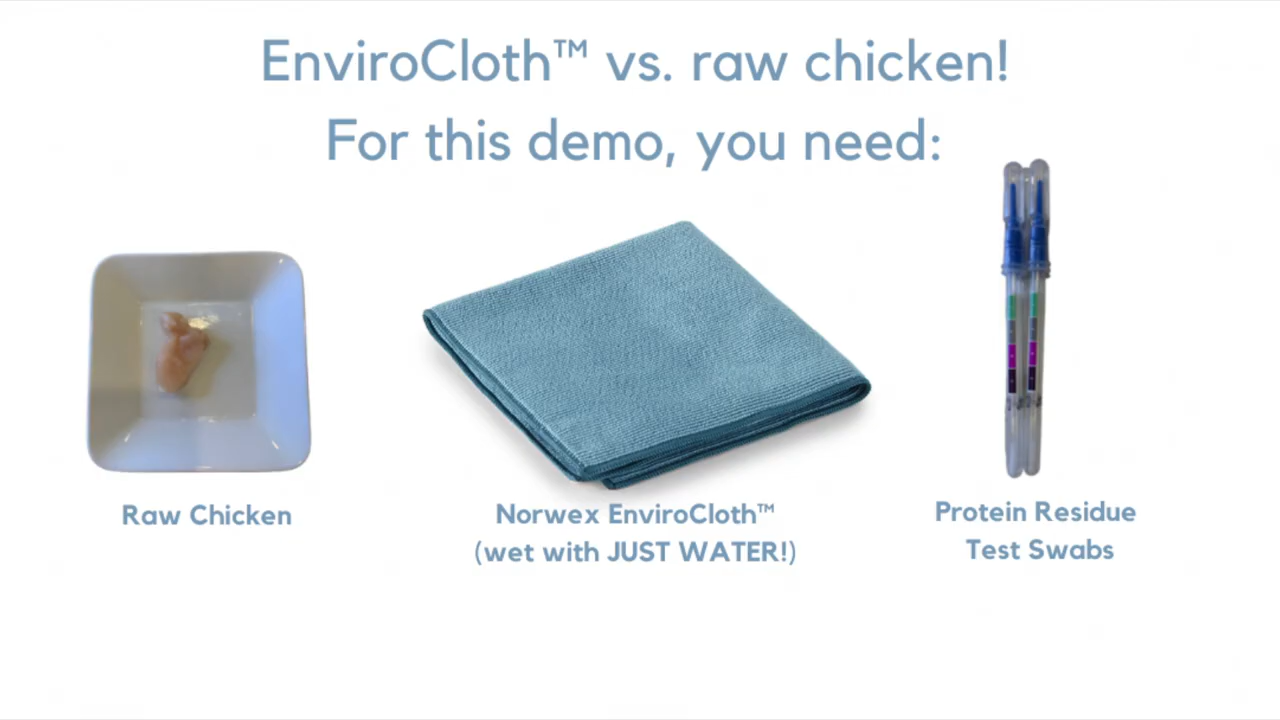 EnviroCloth™ vs. raw chicken!
For this demo, you need:
Raw Chicken
Norwex EnviroCloth™
(wet with JUST WATER!)
Protein Residue
Test Swabs